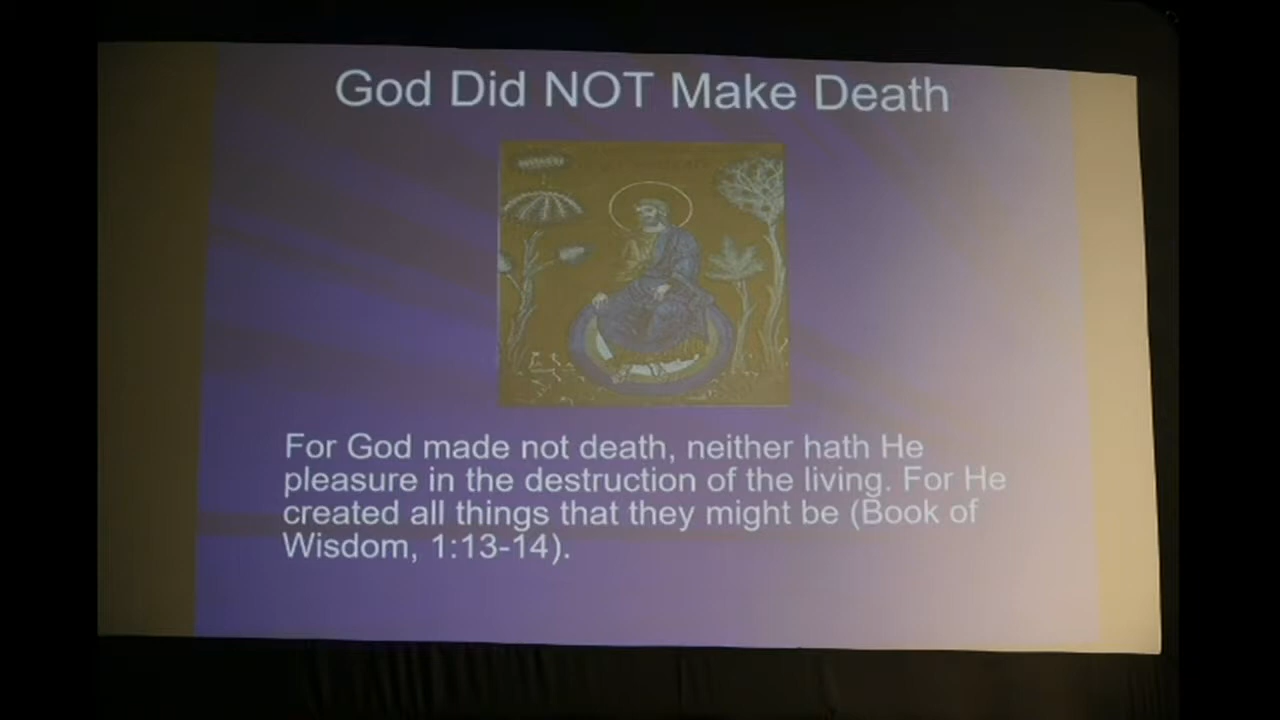 God Did NOT Make Death
For God made not death, neither hath He
pleasure in the destruction of the living. For He
created all things that they might be (Book of
Wisdom, 1:13-14).